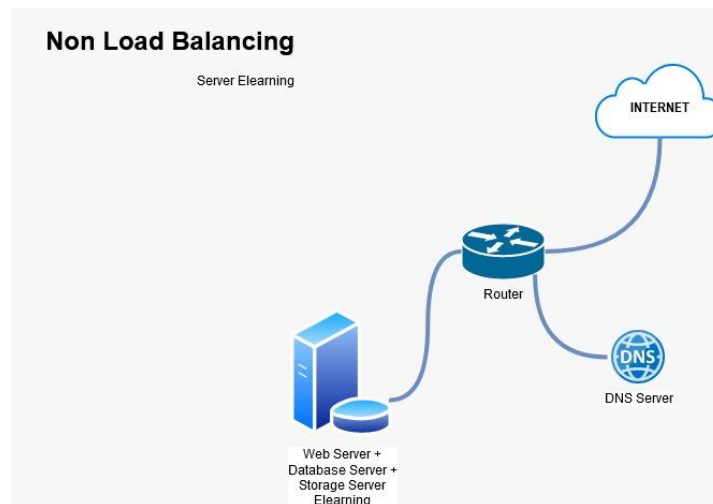 Non Load Balancing
Server Elearning
INTERNET
Router
DNS
DNS Server
Web Server +
Database Server +
Storage Server
Elearning